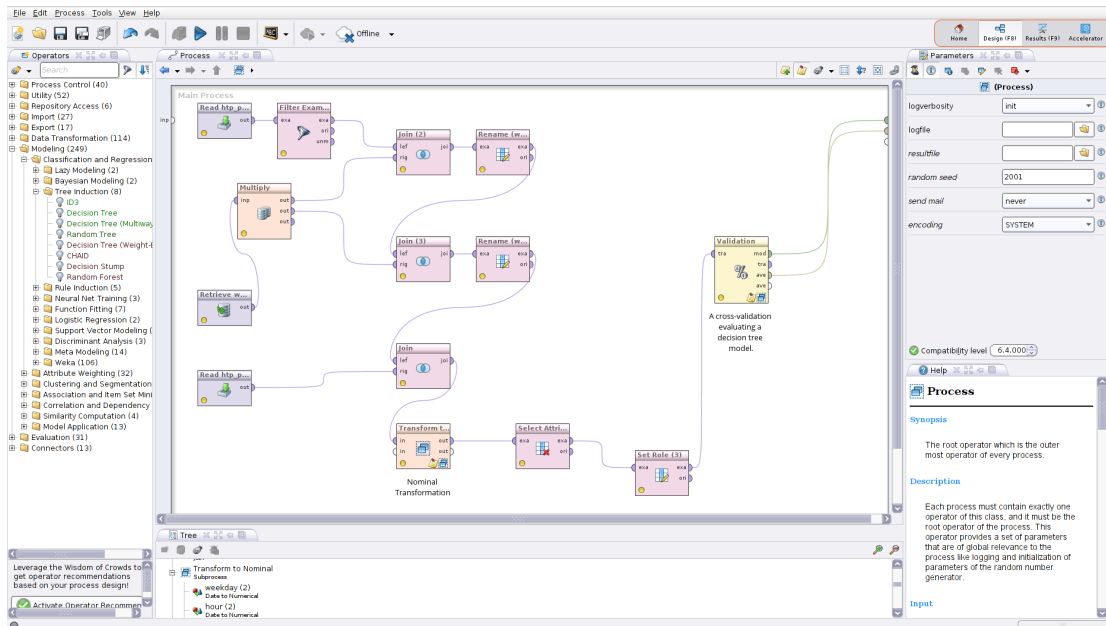 File Edit Process Tools View Help
Offline
Home
Design (F8)
Results (F9)
Accelerator
Operators
Search
Process Control (40)
Utility (52)
Repository Access (6)
Import (27)
Export (17)
Data Transformation (114)
Modeling (249)
Classification and Regression
Lazy Modeling (2)
Bayesian Modeling (2)
Tree Induction (8)
ID3
Decision Tree
Decision Tree (Multiway
Random Tree
Decision Tree (Weight-B
CHAID
Decision Stump
Random Forest
Rule Induction (5)
Neural Net Training (3)
Function Fitting (7)
Logistic Regression (2)
Support Vector Modeling (
Discriminant Analysis (3)
Meta Modeling (14)
Weka (106)
Attribute Weighting (32)
Clustering and Segmentation
Association and Item Set Mini
Correlation and Dependency
Similarity Computation (4)
Model Application (13)
Evaluation (31)
Connectors (13)
Leverage the Wisdom of Crowds to
get operator recommendations
based on your process design!
Activate Operator Recommen
Process
Main Process
inp
Read htp_p...
out
Filter Exam...
exa exa
ori
unm
Join (2)
lef joi
rig
Rename (w...
exa exa
ori
Multiply
inp out
out
out
Join (3)
lef joi
rig
Rename (w...
exa exa
ori
Retrieve w...
out
Join
lef joi
rig
Read htp_p...
out
Transform t...
in out
in out
Nominal
Transformation
Select Attri...
exa exa
ori
Set Role (3)
exa exa
ori
Validation
tra mod
tra
ave
ave
A cross-validation
evaluating a
decision tree
model.
Tree
Transform to Nominal
Subprocess
weekday (2)
Date to Numerical
hour (2)
Date to Numerical
Parameters
(Process)
logverbosity init
logfile
resultfile
random seed 2001
send mail never
encoding SYSTEM
Compatibility level 6.4.000
Help
Process
Synopsis
The root operator which is the outer
most operator of every process.
Description
Each process must contain exactly one
operator of this class, and it must be the
root operator of the process. This
operator provides a set of parameters
that are of global relevance to the
process like logging and initialization of
parameters of the random number
generator.
Input